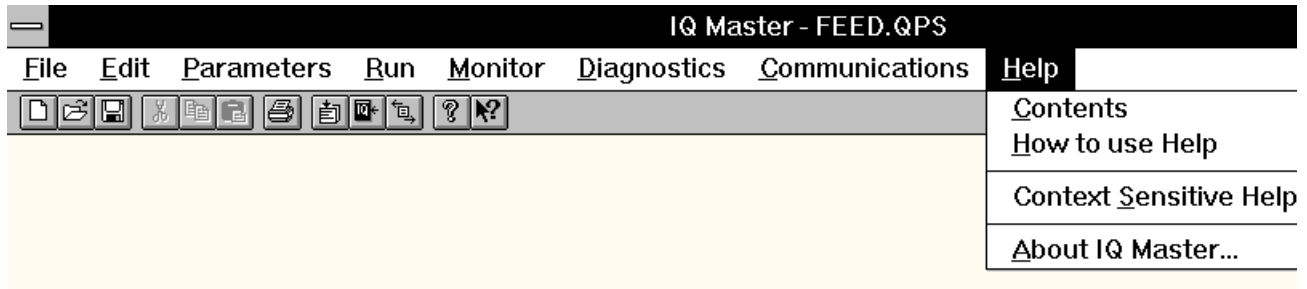 IQ Master - FEED.QPS
File Edit Parameters Run Monitor Diagnostics Communications Help
Contents
How to use Help
Context Sensitive Help
About IQ Master...